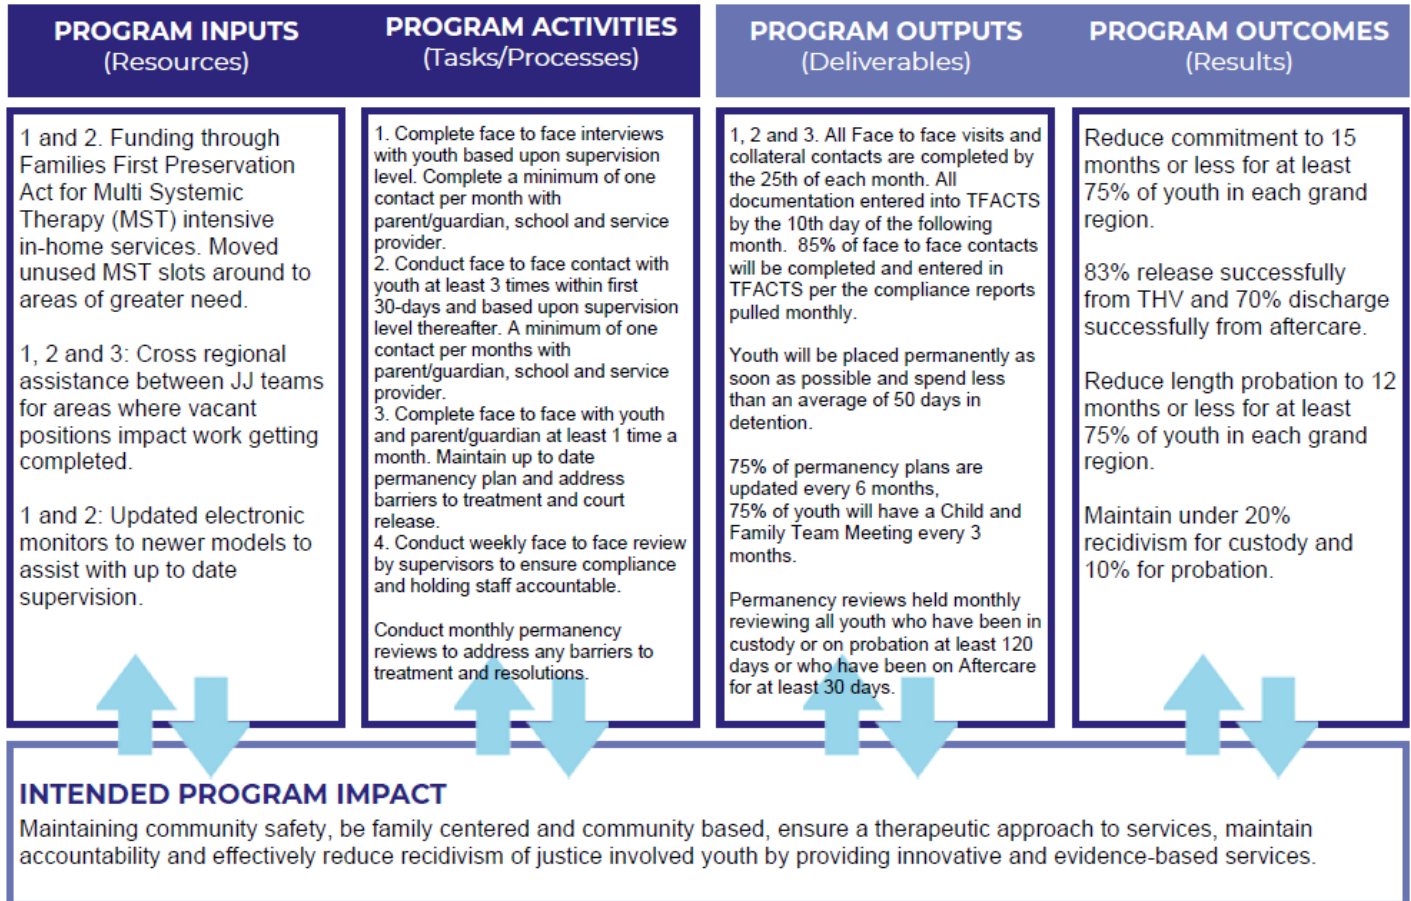 PROGRAM INPUTS
(Resources)
PROGRAM ACTIVITIES
(Tasks/Processes)
PROGRAM OUTPUTS
(Deliverables)
PROGRAM OUTCOMES
(Results)
1 and 2. Funding through
Families First Preservation
Act for Multi Systemic
Therapy (MST) intensive
in-home services. Moved
unused MST slots around to
areas of greater need.
1, 2 and 3: Cross regional
assistance between JJ teams
for areas where vacant
positions impact work getting
completed.
1 and 2: Updated electronic
monitors to newer models to
assist with up to date
supervision.
1. Complete face to face interviews
with youth based upon supervision
level. Complete a minimum of one
contact per month with
parent/guardian, school and service
provider.
2. Conduct face to face contact with
youth at least 3 times within first
30-days and based upon supervision
level thereafter. A minimum of one
contact per months with
parent/guardian, school and service
provider.
3. Complete face to face with youth
and parent/guardian at least 1 time a
month. Maintain up to date
permanency plan and address
barriers to treatment and court
release.
4. Conduct weekly face to face review
by supervisors to ensure compliance
and holding staff accountable.
Conduct monthly permanency
reviews to address any barriers to
treatment and resolutions.
1, 2 and 3. All Face to face visits and
collateral contacts are completed by
the 25th of each month. All
documentation entered into TFACTS
by the 10th day of the following
month. 85% of face to face contacts
will be completed and entered in
TFACTS per the compliance reports
pulled monthly.
Youth will be placed permanently as
soon as possible and spend less
than an average of 50 days in
detention.
75% of permanency plans are
updated every 6 months,
75% of youth will have a Child and
Family Team Meeting every 3
months.
Permanency reviews held monthly
reviewing all youth who have been in
custody or on probation at least 120
days or who have been on Aftercare
for at least 30 days.
Reduce commitment to 15
months or less for at least
75% of youth in each grand
region.
83% release successfully
from THV and 70% discharge
successfully from aftercare.
Reduce length probation to 12
months or less for at least
75% of youth in each grand
region.
Maintain under 20%
recidivism for custody and
10% for probation.
INTENDED PROGRAM IMPACT
Maintaining community safety, be family centered and community based, ensure a therapeutic approach to services, maintain
accountability and effectively reduce recidivism of justice involved youth by providing innovative and evidence-based services.